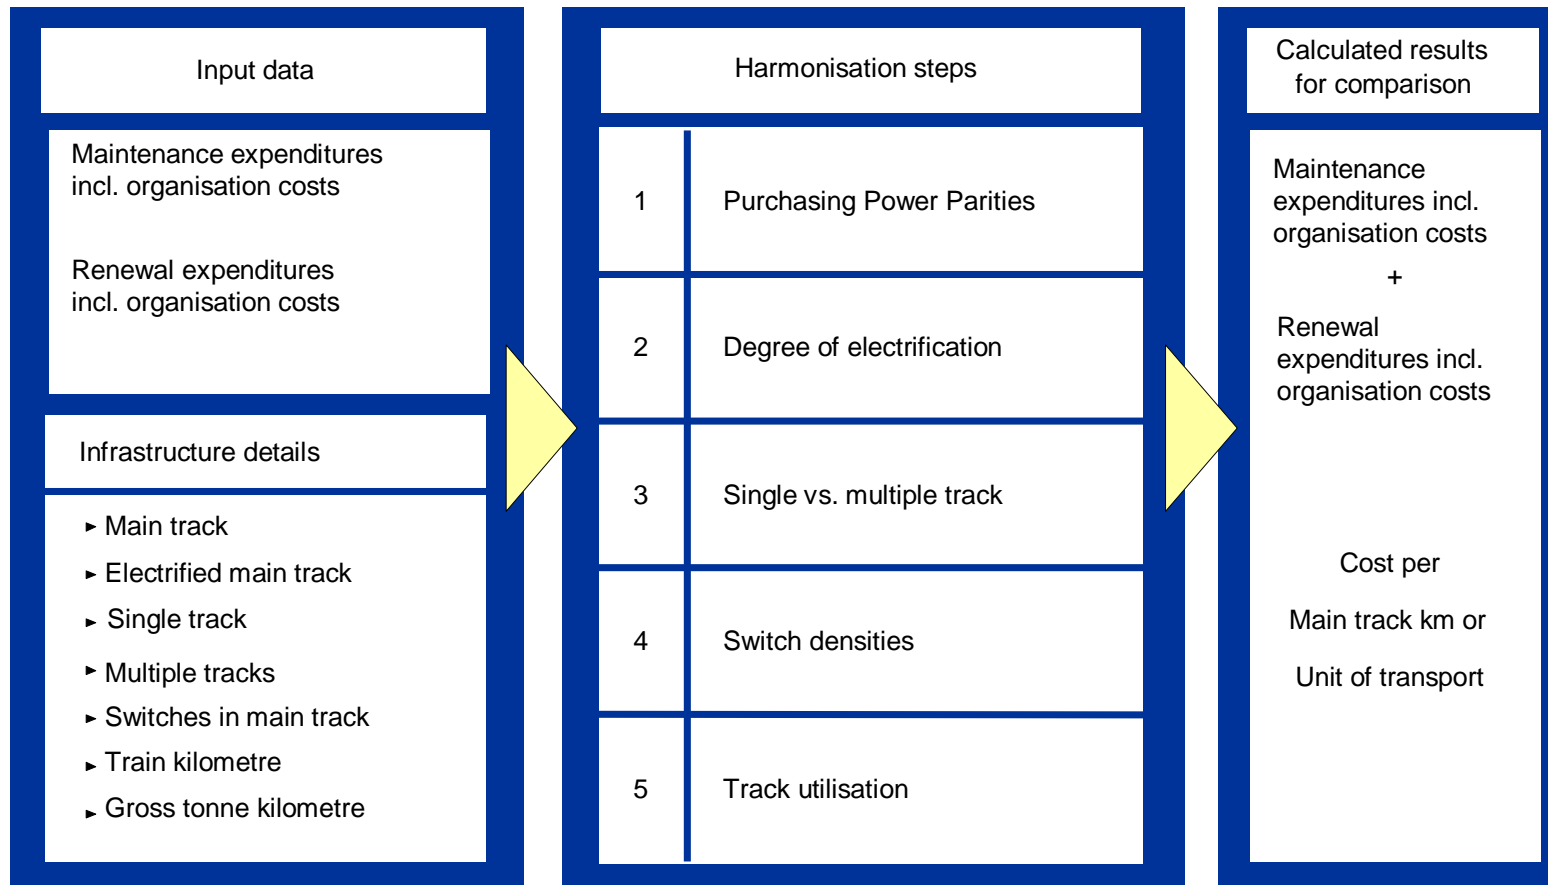 Input data
Maintenance expenditures
incl. organisation costs
Renewal expenditures
incl. organisation costs
Infrastructure details
Main track
Electrified main track
Single track
Multiple tracks
Switches in main track
Train kilometre
Gross tonne kilometre
Harmonisation steps
1 Purchasing Power Parities
2 Degree of electrification
3 Single vs. multiple track
4 Switch densities
5 Track utilisation
Calculated results
for comparison
Maintenance
expenditures incl.
organisation costs
+
Renewal
expenditures incl.
organisation costs
Cost per
Main track km or
Unit of transport